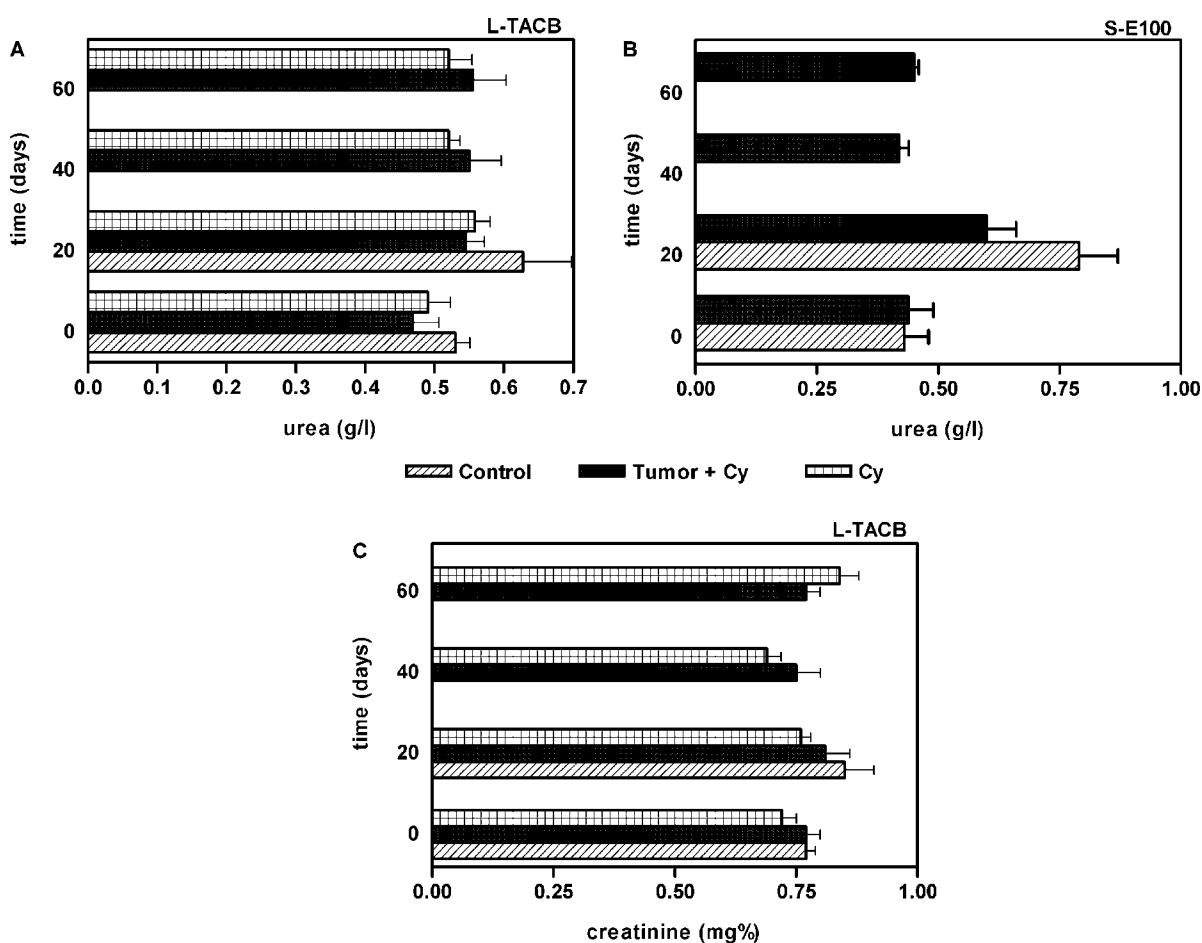 A
L-TACB
time (days)
60
40
20
0
0.0 0.1 0.2 0.3 0.4 0.5 0.6 0.7
urea (g/l)
B
S-E100
time (days)
60
40
20
0
0.00 0.25 0.50 0.75 1.00
urea (g/l)
Control Tumor + Cy Cy
C
L-TACB
time (days)
60
40
20
0
0.00 0.25 0.50 0.75 1.00
creatinine (mg%)